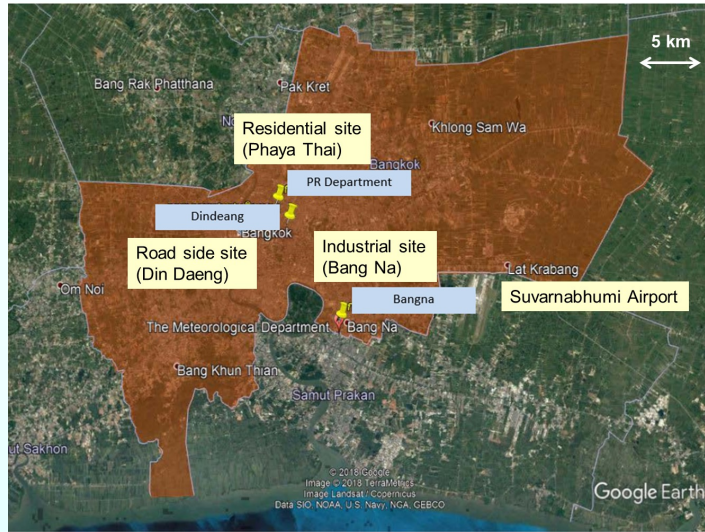 5 km
Bang Rak Phatthana
Pak Kret
Khlong Sam Wa
Residential site
(Phaya Thai)
Bangkok
PR Department
Dindeang
Bangkok
Road side site
(Din Daeng)
Industrial site
(Bang Na)
Lat Krabang
Om Noi
Bangna
Suvarnabhumi Airport
The Meteorological Department
Bang Na
Bang Khun Thian
Samut Prakan
ut Sakhon
© 2018 Google
Image © 2018 TerraMetrics
Image Landsat / Copernicus
Data SIO, NOAA, U.S. Navy, NGA, GEBCO
Google Earth